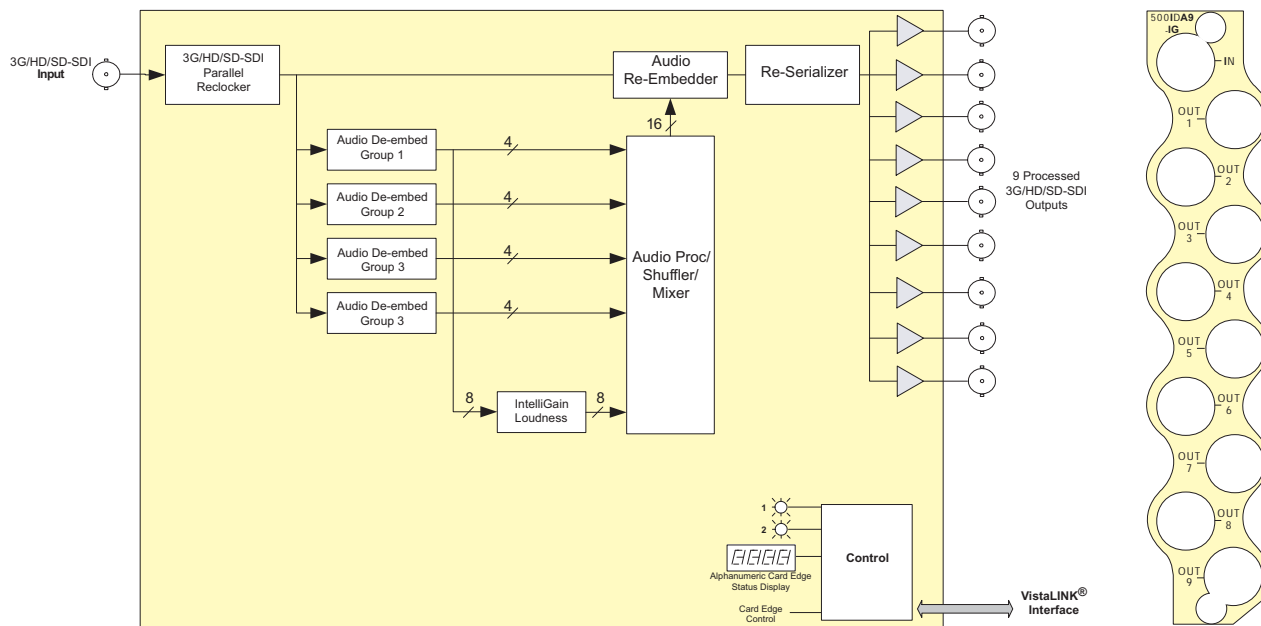 3G/HD/SD-SDI
Input
3G/HD/SD-SDI
Parallel
Reclocker
Audio
Re-Embedder
Re-Serializer
16
Audio De-embed
Group 1
4
Audio De-embed
Group 2
4
Audio De-embed
Group 3
4
Audio De-embed
Group 3
4
Audio Proc/
Shuffler/
Mixer
8
IntelliGain
Loudness
8
9 Processed
3G/HD/SD-SDI
Outputs
1
2
Alphanumeric Card Edge
Status Display
Card Edge
Control
Control
VistaLINK®
Interface
500IDA9
-IG
IN
OUT
1
OUT
2
OUT
3
OUT
4
OUT
5
OUT
6
OUT
7
OUT
8
OUT
9